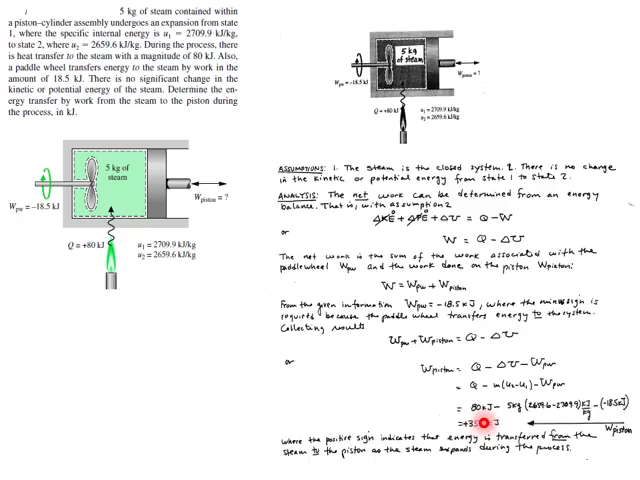 5 kg of steam contained within
a piston–cylinder assembly undergoes an expansion from state
1, where the specific internal energy is u₁ = 2709.9 kJ/kg,
to state 2, where u₂ = 2659.6 kJ/kg. During the process, there
is heat transfer to the steam with a magnitude of 80 kJ. Also,
a paddle wheel transfers energy to the steam by work in the
amount of 18.5 kJ. There is no significant change in the
kinetic or potential energy of the steam. Determine the en-
ergy transfer by work from the steam to the piston during
the process, in kJ.
5 kg of
steam
Wpw = –18.5 kJ
Wpiston = ?
Q = +80 kJ
u₁ = 2709.9 kJ/kg
u₂ = 2659.6 kJ/kg
5 kg
of steam
Wpw = –18.5 kJ
Wpiston = ?
Q = +80 kJ
u₁ = 2709.9 kJ/kg
u₂ = 2659.6 kJ/kg
ASSUMPTIONS: 1. The steam is the closed system. 2. There is no change
in the kinetic or potential energy from state 1 to state 2.
ANALYSIS: The net work can be determined from an energy
balance. That is, with assumption 2
ΔKE⁰ + ΔPE⁰ + ΔU = Q – W
or
W = Q – ΔU
The net work is the sum of the work associated with the
paddle wheel Wpw and the work done on the piston Wpiston:
W = Wpw + Wpiston
From the given information Wpw = –18.5 kJ, where the minus sign is
required because the paddle wheel transfers energy to the system.
Collecting results
Wpw + Wpiston = Q – ΔU
or
Wpiston = Q – ΔU – Wpw
= Q – m(u₂–u₁) – Wpw
= 80 kJ – 5kg (2659.6–2709.9) kJ/kg – (–18.5kJ)
=+35 J
Wpiston
where the positive sign indicates that energy is transferred from the
steam to the piston as the steam expands during the process.